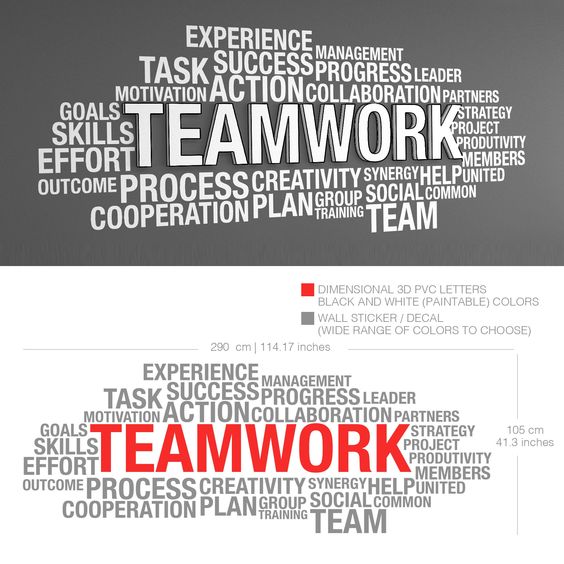 EXPERIENCE
MANAGEMENT
TASK SUCCESS PROGRESS LEADER
MOTIVATION ACTION COLLABORATION PARTNERS
GOALS TEAMWORK STRATEGY
SKILLS PROJECT
PRODUTIVITY
EFFORT MEMBERS
OUTCOME PROCESS CREATIVITY SYNERGY HELP UNITED
COOPERATION PLAN GROUP SOCIAL COMMON
TRAINING TEAM
DIMENSIONAL 3D PVC LETTERS
BLACK AND WHITE (PAINTABLE) COLORS
WALL STICKER / DECAL
(WIDE RANGE OF COLORS TO CHOOSE)
290 cm | 114.17 inches
EXPERIENCE
MANAGEMENT
TASK SUCCESS PROGRESS LEADER
MOTIVATION ACTION COLLABORATION PARTNERS
GOALS TEAMWORK STRATEGY
SKILLS PROJECT
PRODUTIVITY
EFFORT MEMBERS
OUTCOME PROCESS CREATIVITY SYNERGY HELP UNITED
COOPERATION PLAN GROUP SOCIAL COMMON
TRAINING TEAM
105 cm
41.3 inches